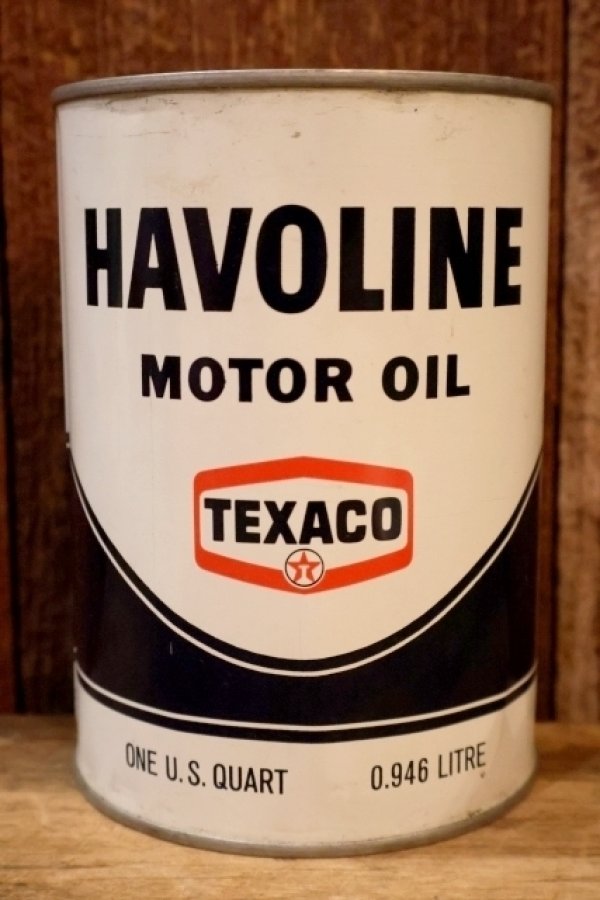 HAVOLINE
MOTOR OIL
TEXACO
T
ONE U.S. QUART 0.946 LITRE